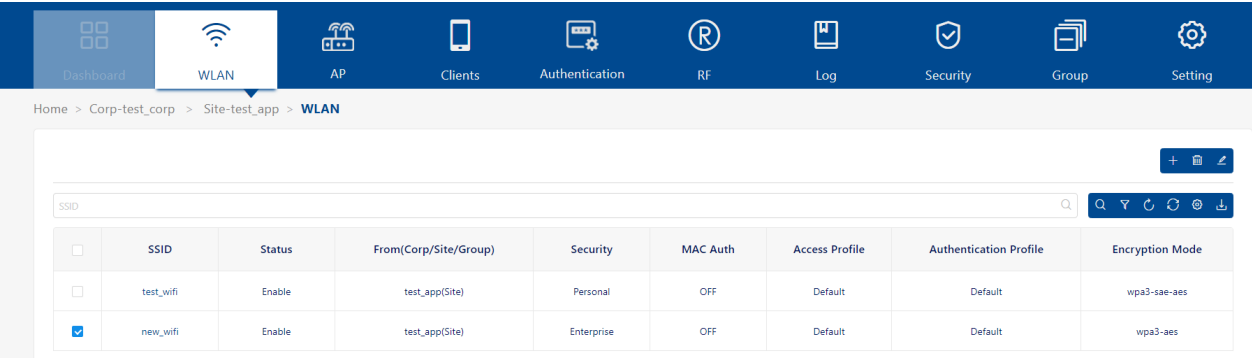 Dashboard WLAN AP Clients Authentication RF Log Security Group Setting
Home > Corp-test_corp > Site-test_app > WLAN
SSID
SSID Status From(Corp/Site/Group) Security MAC Auth Access Profile Authentication Profile Encryption Mode
test_wifi Enable test_app(Site) Personal OFF Default Default wpa3-sae-aes
new_wifi Enable test_app(Site) Enterprise OFF Default Default wpa3-aes